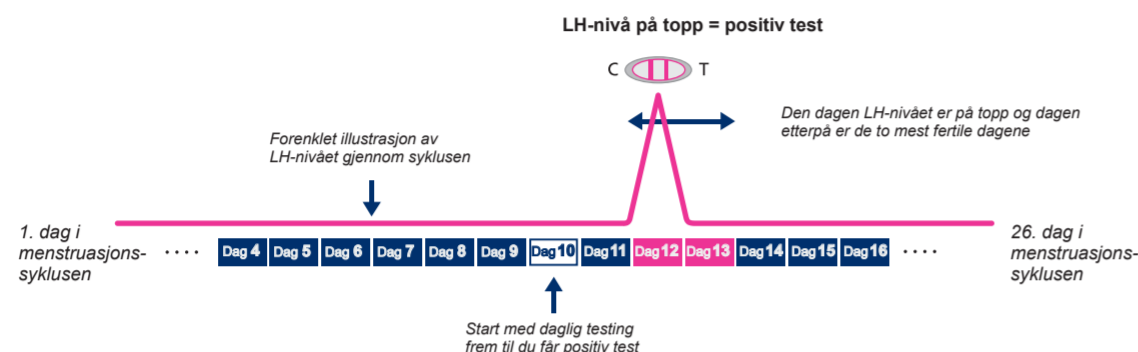 LH-nivå på topp = positiv test
C T
Den dagen LH-nivået er på topp og dagen
etterpå er de to mest fertile dagene
Forenklet illustrasjon av
LH-nivået gjennom syklusen
1. dag i
menstruasjons-
syklusen
.... Dag 4 Dag 5 Dag 6 Dag 7 Dag 8 Dag 9 Dag 10 Dag 11 Dag 12 Dag 13 Dag 14 Dag 15 Dag 16 ....
26. dag i
menstruasjons-
syklusen
Start med daglig testing
frem til du får positiv test